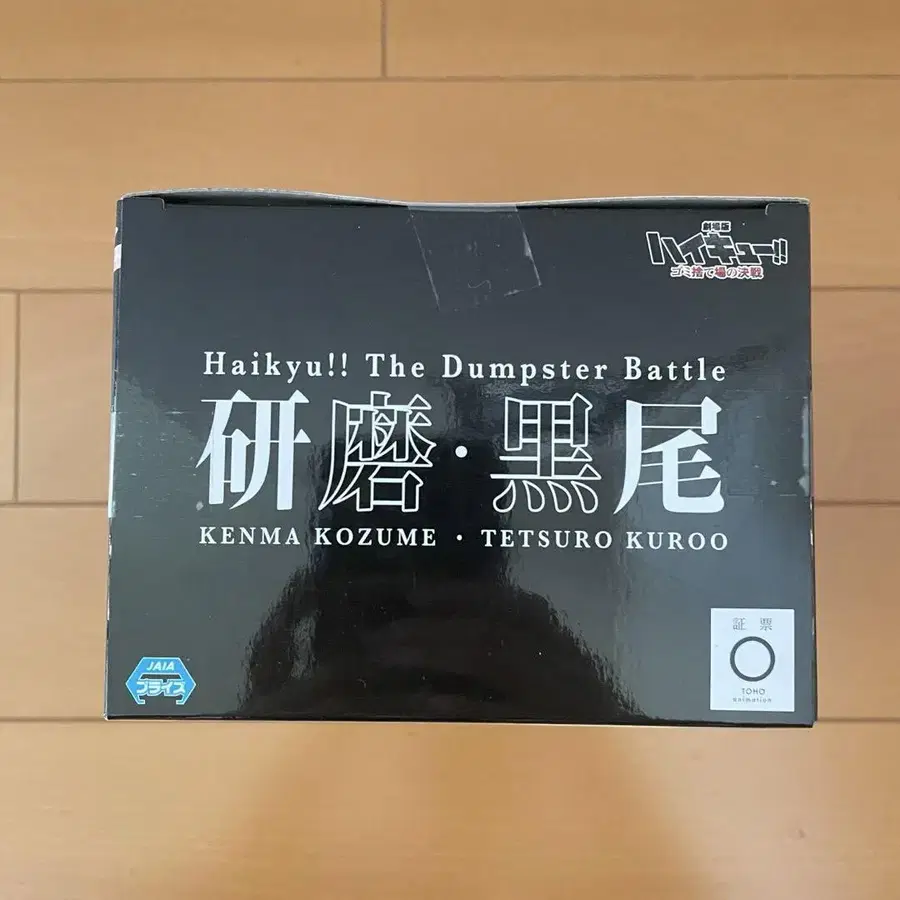 劇場版
ハイキュー!!
ゴミ捨て場の決戦
Haikyu!! The Dumpster Battle
研磨・黒尾
KENMA KOZUME・TETSURO KUROO
JAIA
プライズ
証票
TOHO
animation